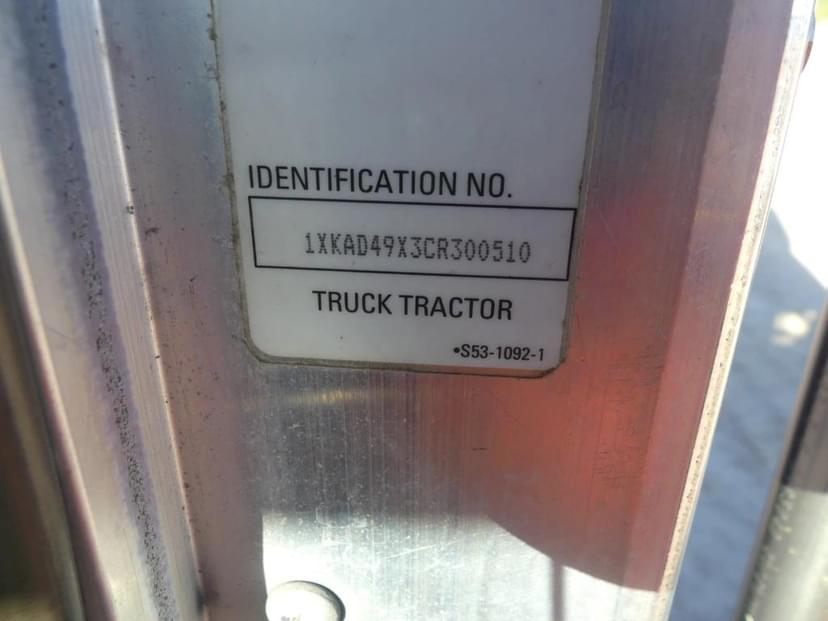 IDENTIFICATION NO.
1XKAD49X3CR300510
TRUCK TRACTOR
•S53-1092-1